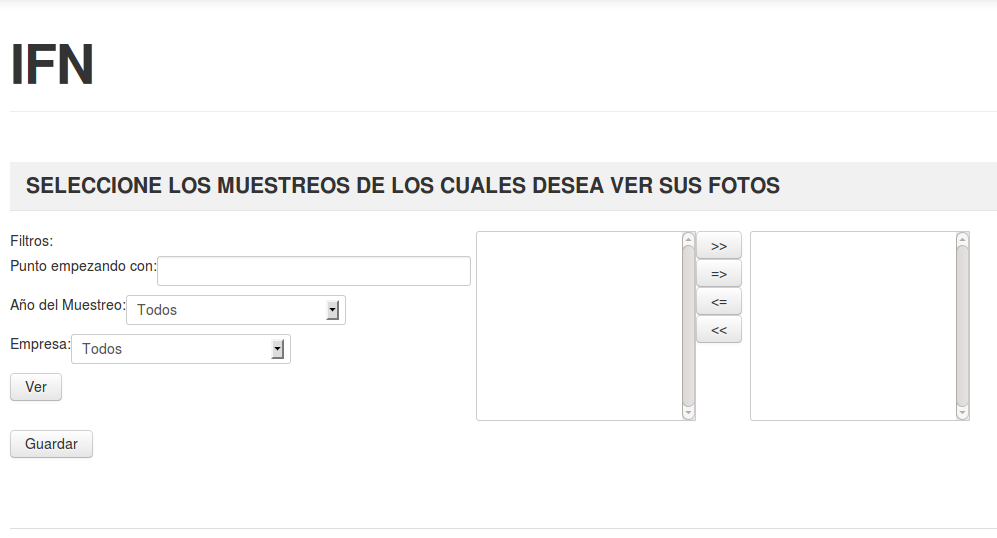 IFN
SELECCIONE LOS MUESTREOS DE LOS CUALES DESEA VER SUS FOTOS
Filtros:
Punto empezando con:
Año del Muestreo: Todos
Empresa: Todos
Ver
Guardar
>>
=>
<=
<<